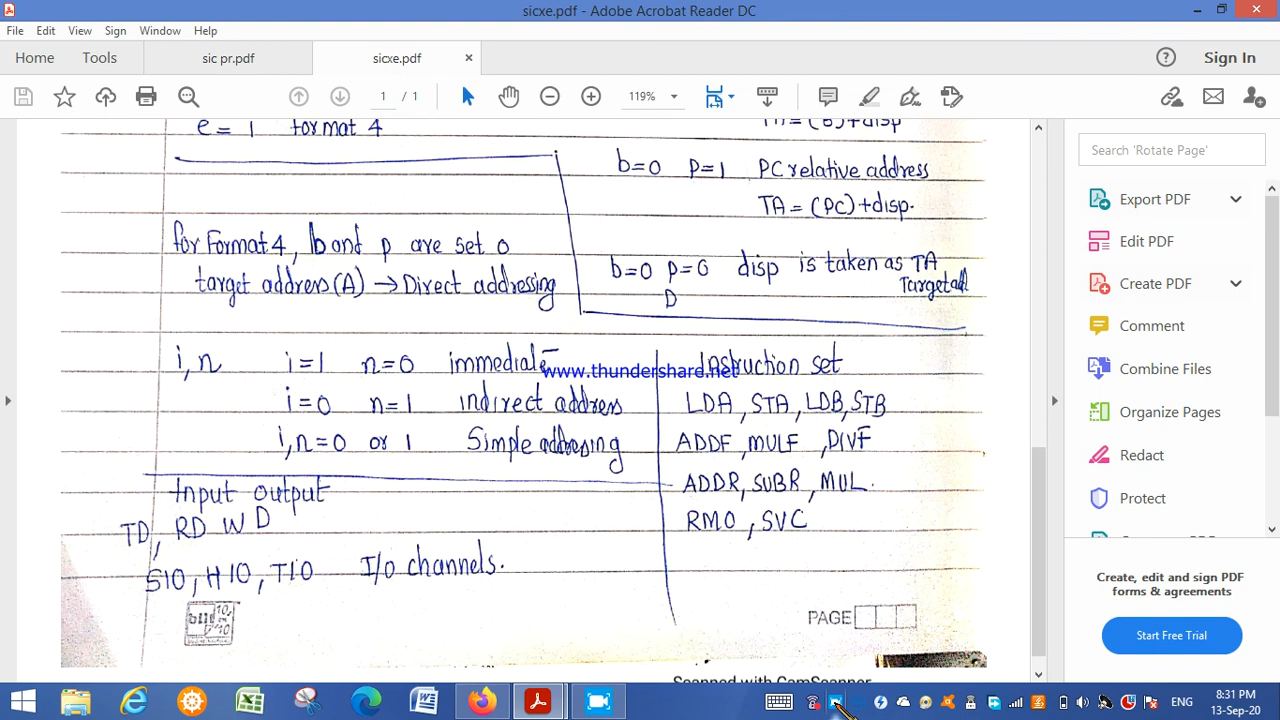 sicxe.pdf - Adobe Acrobat Reader DC
File Edit View Sign Window Help
Home Tools sic pr.pdf sicxe.pdf × Sign In
1 / 1 119%
e = 1 format 4
TA = (B) + disp
b=0 p=1 PC relative address
TA = (PC) + disp.
for Format 4, b and p are set 0
target address (A) → Direct addressing
b=0 p=0 disp is taken as TA
D
i, n i=1 n=0 immediate
i=0 n=1 indirect address
i,n=0 or 1 Simple addressing
www.thundershare.net
Instruction set
LDA, STA, LDB, STB
ADDF, MULF, DIVF
ADDR, SUBR, MUL.
RMO, SVC
Input output
TD, RD WD
SIO, HIO, TIO I/o channels.
PAGE
Scanned with CamScanner
Search 'Rotate Page'
Export PDF
Edit PDF
Create PDF
Comment
Combine Files
Organize Pages
Redact
Protect
Create, edit and sign PDF
forms & agreements
Start Free Trial
ENG
8:31 PM
13-Sep-20